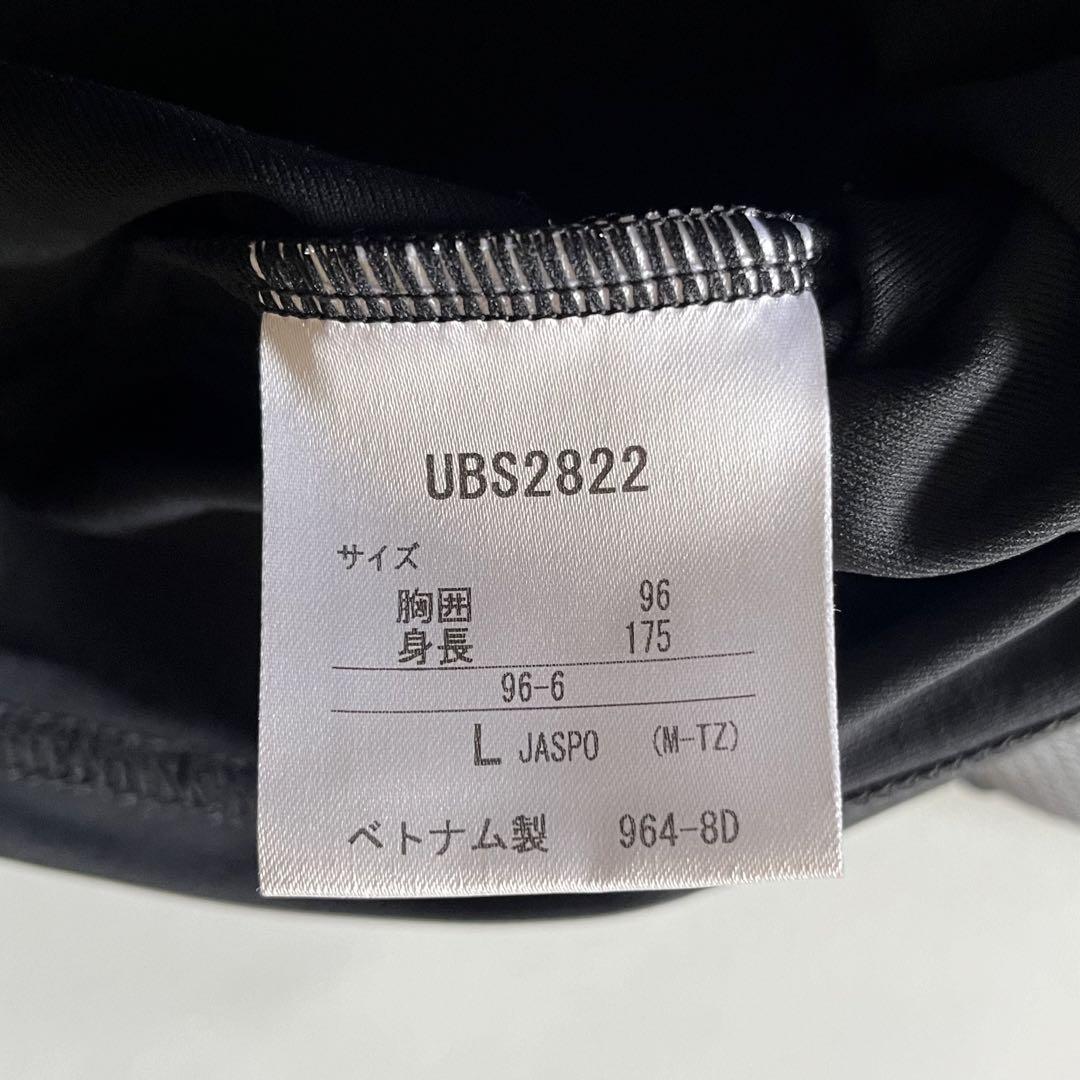 UBS2822
サイズ
胸囲 96
身長 175
96-6
L JASPO (M-TZ)
ベトナム製 964-8D